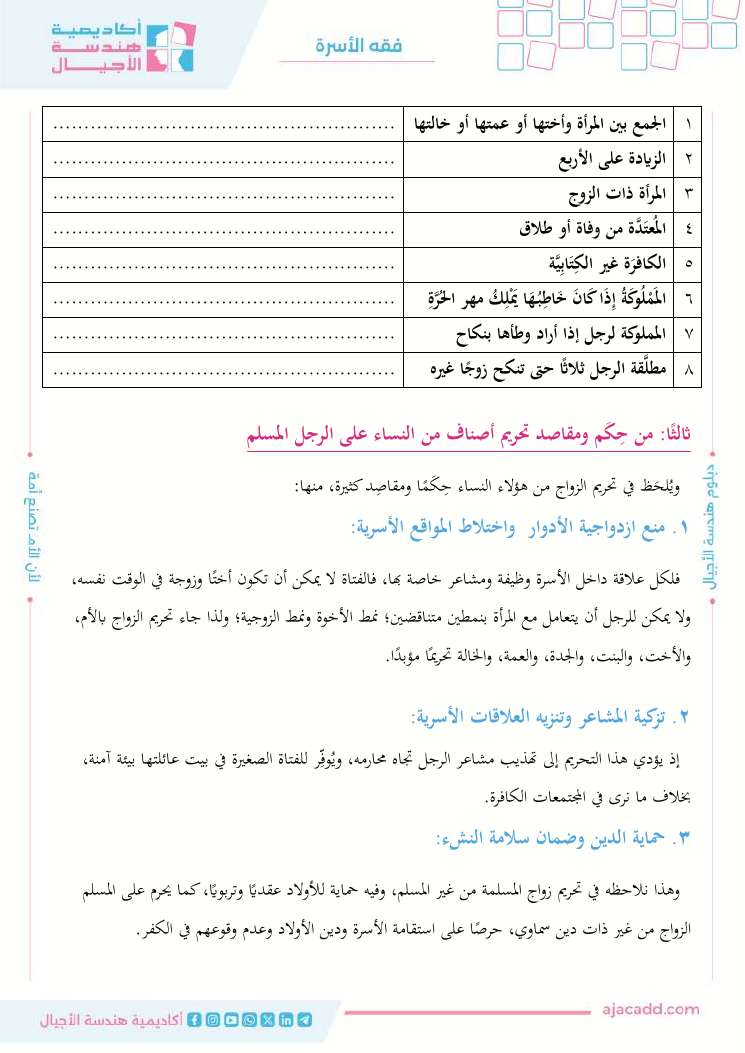 أكاديمية
هندسة
الأجيال
فقه الأسرة
١ الجمع بين المرأة وأختها أو عمتها أو خالتها .......................................................
٢ الزيادة على الأربع .......................................................
٣ المرأة ذات الزوج .......................................................
٤ المُعتَدَّة من وفاة أو طلاق .......................................................
٥ الكافرَة غير الكِتَابِيَّة .......................................................
٦ المَمْلُوكَةُ إِذَا كَانَ خَاطِبُهَا يَمْلِكُ مهر الحُرَّةِ .......................................................
٧ المملوكة لرجل إذا أراد وطأها بنكاح .......................................................
٨ مطلَّقة الرجل ثلاثًا حتى تنكح زوجًا غيره .......................................................
ثالثًا: من حِكَم ومقاصد تحريم أصناف من النساء على الرجل المسلم
ويُلحَظ في تحريم الزواج من هؤلاء النساء حِكَمًا ومقاصِد كثيرة، منها:
١. منع ازدواجية الأدوار واختلاط المواقع الأسرية:
فلكل علاقة داخل الأسرة وظيفة ومشاعر خاصة بها، فالفتاة لا يمكن أن تكون أختًا وزوجة في الوقت نفسه،
ولا يمكن للرجل أن يتعامل مع المرأة بنمطين متناقضين؛ نمط الأخوة ونمط الزوجية؛ ولذا جاء تحريم الزواج بالأم،
والأخت، والبنت، والجدة، والعمة، والخالة تحريمًا مؤبدًا.
٢. تزكية المشاعر وتنزيه العلاقات الأسرية:
إذ يؤدي هذا التحريم إلى تهذيب مشاعر الرجل تجاه محارمه، ويُوفِّر للفتاة الصغيرة في بيت عائلتها بيئة آمنة،
بخلاف ما نرى في المجتمعات الكافرة.
٣. حماية الدين وضمان سلامة النشء:
وهذا نلاحظه في تحريم زواج المسلمة من غير المسلم، وفيه حماية للأولاد عقديًا وتربويًا، كما يحرم على المسلم
الزواج من غير ذات دين سماوي، حرصًا على استقامة الأسرة ودين الأولاد وعدم وقوعهم في الكفر.
دبلوم هندسة الأجيال
لأن الأم تصنع أمة
أكاديمية هندسة الأجيال
ajacadd.com